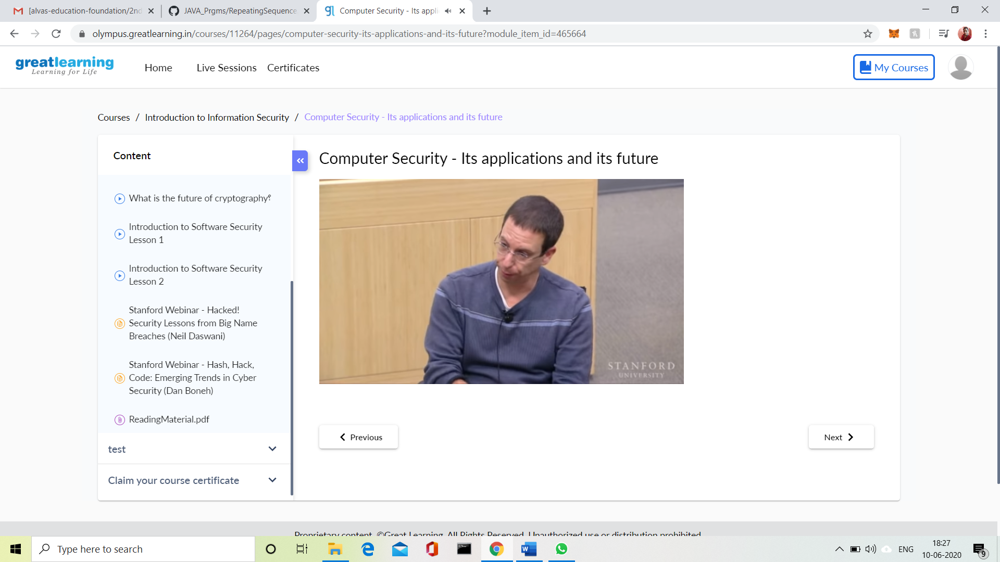 [alvas-education-foundation/2nd
JAVA_Prgms/RepeatingSequence
Computer Security - Its appli
olympus.greatlearning.in/courses/11264/pages/computer-security-its-applications-and-its-future?module_item_id=465664
greatlearning
Learning for Life
Home
Live Sessions
Certificates
My Courses
Courses / Introduction to Information Security / Computer Security - Its applications and its future
Content
What is the future of cryptography?
Introduction to Software Security
Lesson 1
Introduction to Software Security
Lesson 2
Stanford Webinar - Hacked!
Security Lessons from Big Name
Breaches (Neil Daswani)
Stanford Webinar - Hash, Hack,
Code: Emerging Trends in Cyber
Security (Dan Boneh)
ReadingMaterial.pdf
test
Claim your course certificate
Computer Security - Its applications and its future
STANFORD
UNIVERSITY
Previous
Next
Proprietary content. ©Great Learning. All Rights Reserved. Unauthorized use or distribution prohibited
Type here to search
ENG
18:27
10-06-2020
9